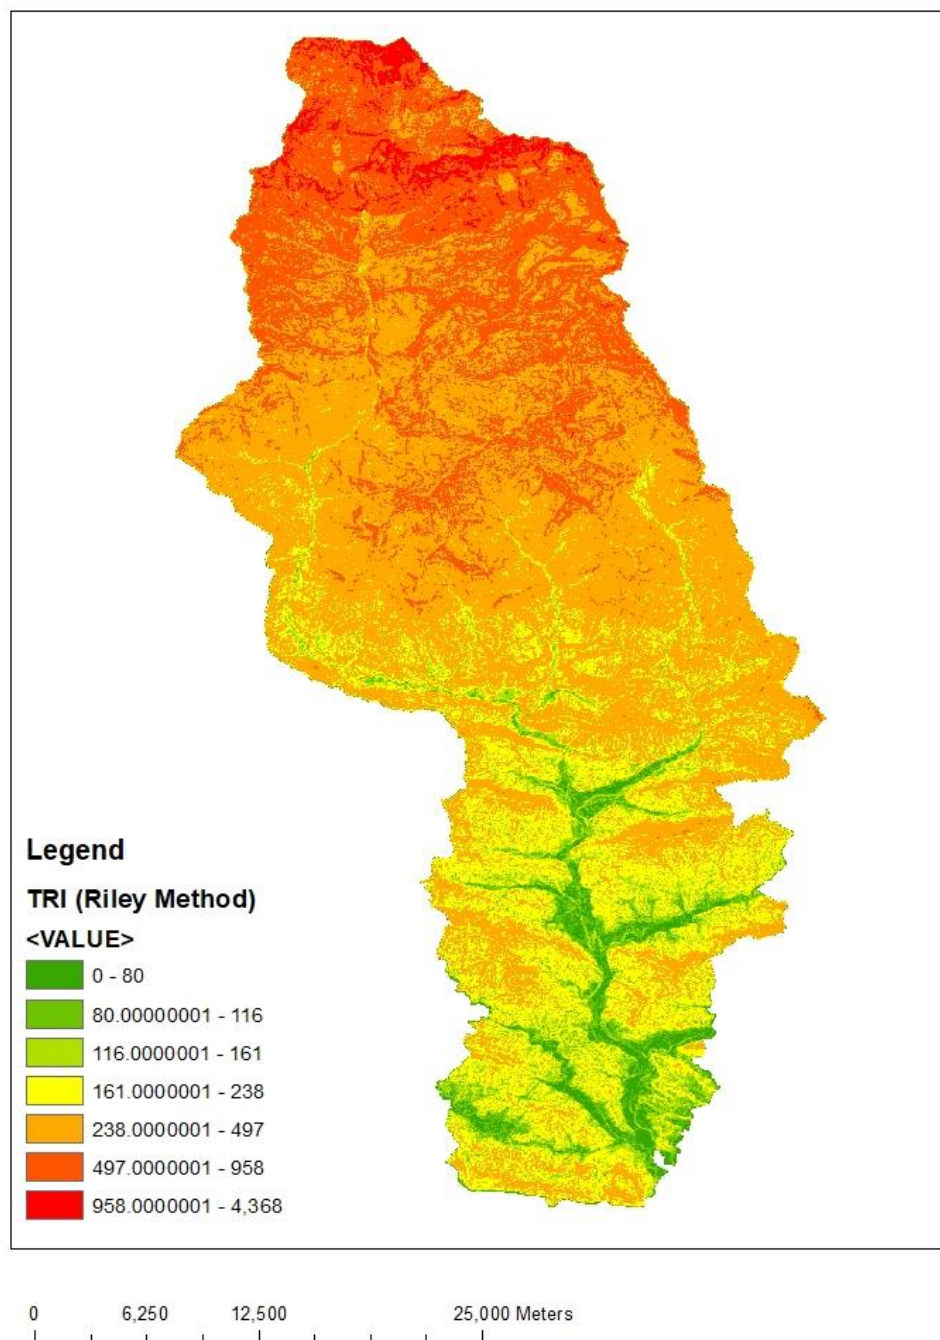 Legend
TRI (Riley Method)
<VALUE>
0 - 80
80.00000001 - 116
116.0000001 - 161
161.0000001 - 238
238.0000001 - 497
497.0000001 - 958
958.0000001 - 4,368
0 6,250 12,500 25,000 Meters